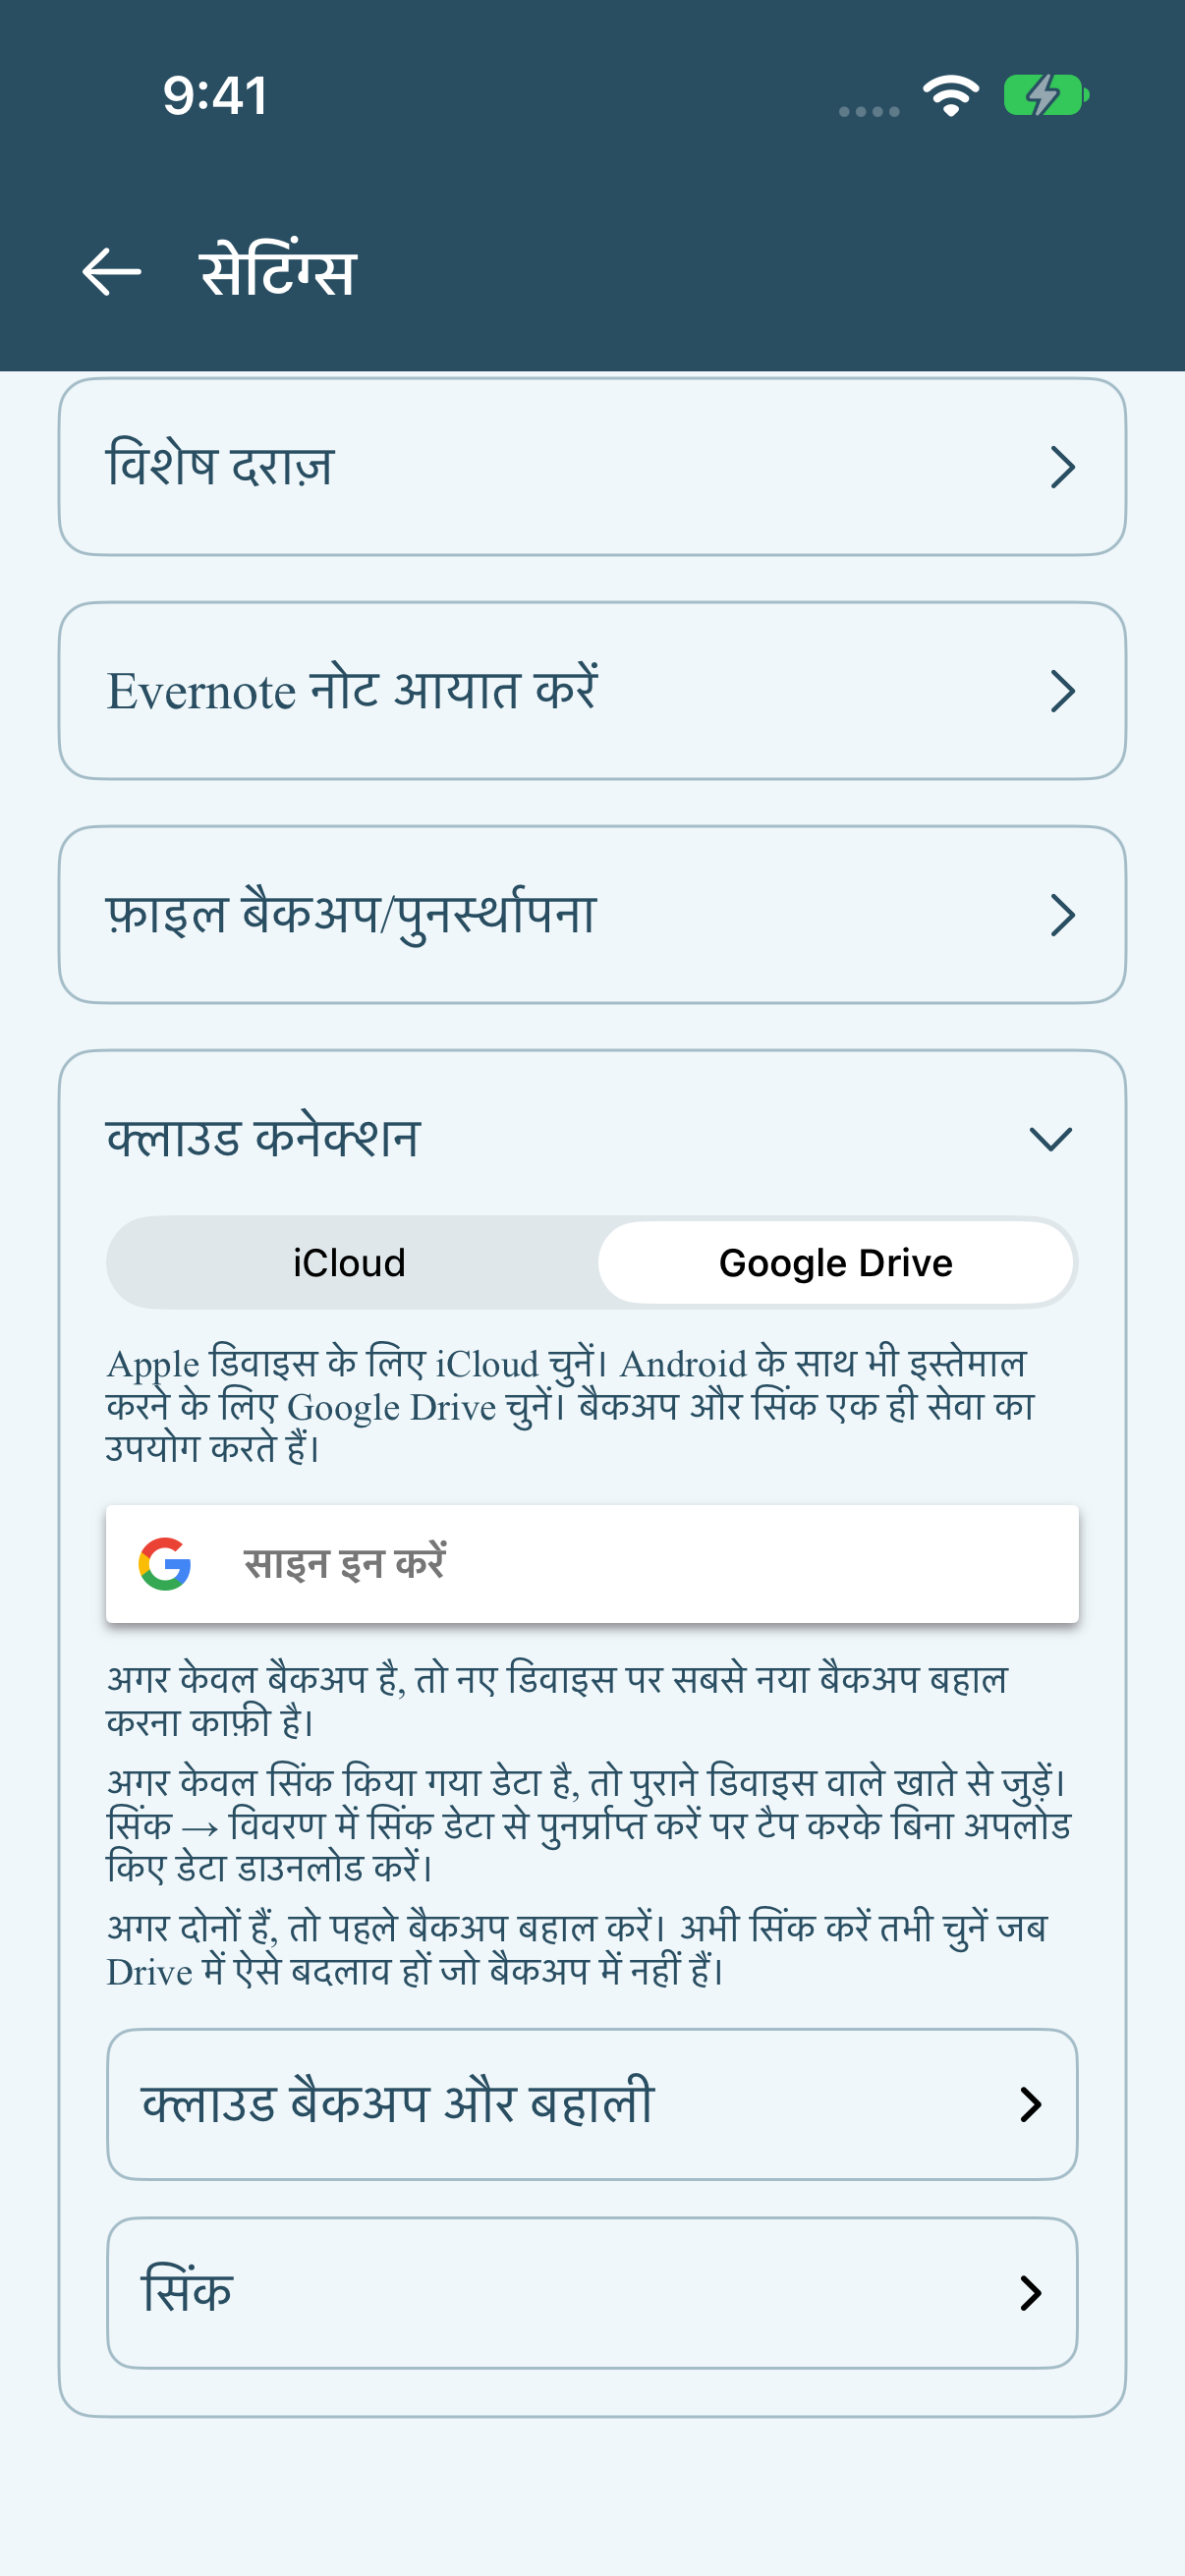 9:41
सेटिंग्स
विशेष दराज़
Evernote नोट आयात करें
फ़ाइल बैकअप/पुनर्स्थापना
क्लाउड कनेक्शन
iCloud
Google Drive
Apple डिवाइस के लिए iCloud चुनें। Android के साथ भी इस्तेमाल
करने के लिए Google Drive चुनें। बैकअप और सिंक एक ही सेवा का
उपयोग करते हैं।
साइन इन करें
अगर केवल बैकअप है, तो नए डिवाइस पर सबसे नया बैकअप बहाल
करना काफ़ी है।
अगर केवल सिंक किया गया डेटा है, तो पुराने डिवाइस वाले खाते से जुड़ें।
सिंक → विवरण में सिंक डेटा से पुनर्प्राप्त करें पर टैप करके बिना अपलोड
किए डेटा डाउनलोड करें।
अगर दोनों हैं, तो पहले बैकअप बहाल करें। अभी सिंक करें तभी चुनें जब
Drive में ऐसे बदलाव हों जो बैकअप में नहीं हैं।
क्लाउड बैकअप और बहाली
सिंक